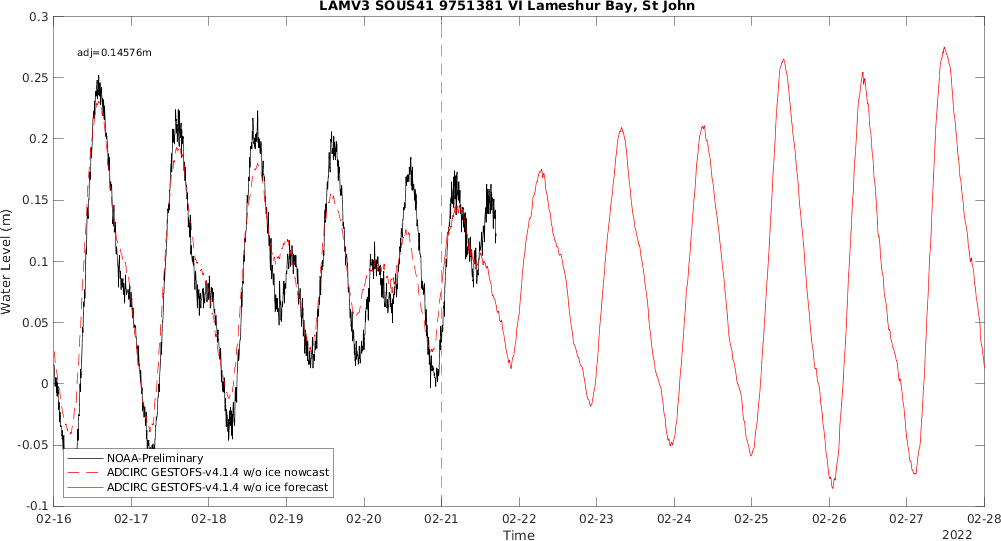 LAMV3 SOUS41 9751381 VI Lameshur Bay, St John
adj=0.14576m
0.3
0.25
0.2
0.15
0.1
0.05
0
-0.05
-0.1
Water Level (m)
NOAA-Preliminary
ADCIRC GESTOFS-v4.1.4 w/o ice nowcast
ADCIRC GESTOFS-v4.1.4 w/o ice forecast
02-16 02-17 02-18 02-19 02-20 02-21 02-22 02-23 02-24 02-25 02-26 02-27 02-28
Time
2022